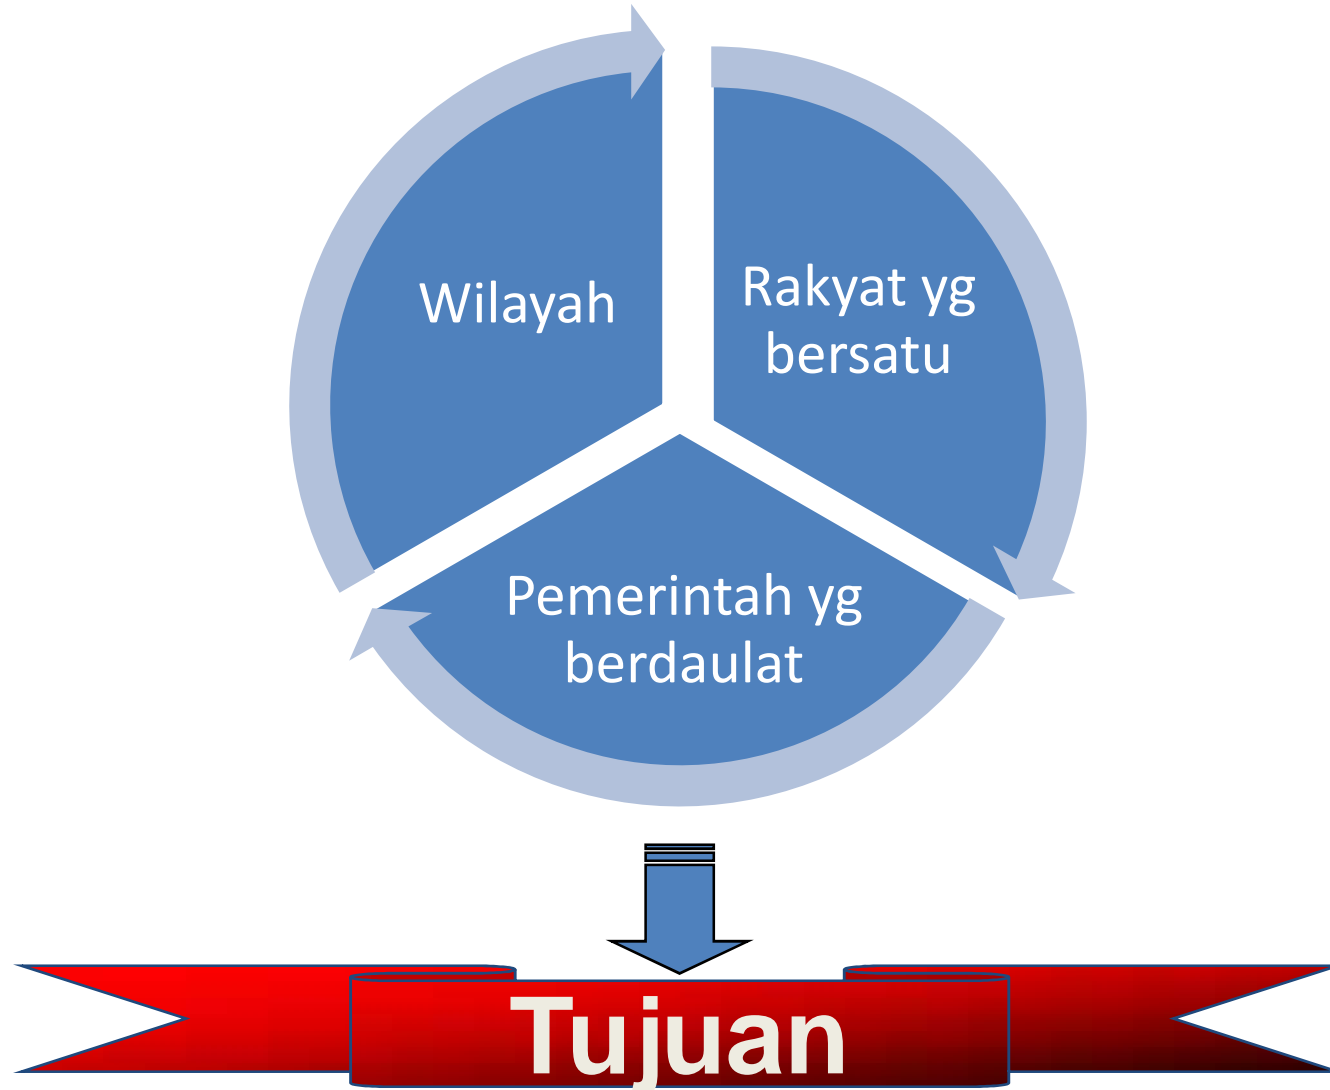 Wilayah
Rakyat yg
bersatu
Pemerintah yg
berdaulat
Tujuan